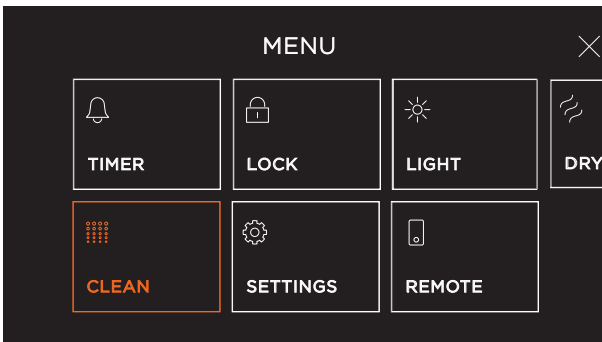 MENU
TIMER
LOCK
LIGHT
DRY
CLEAN
SETTINGS
REMOTE